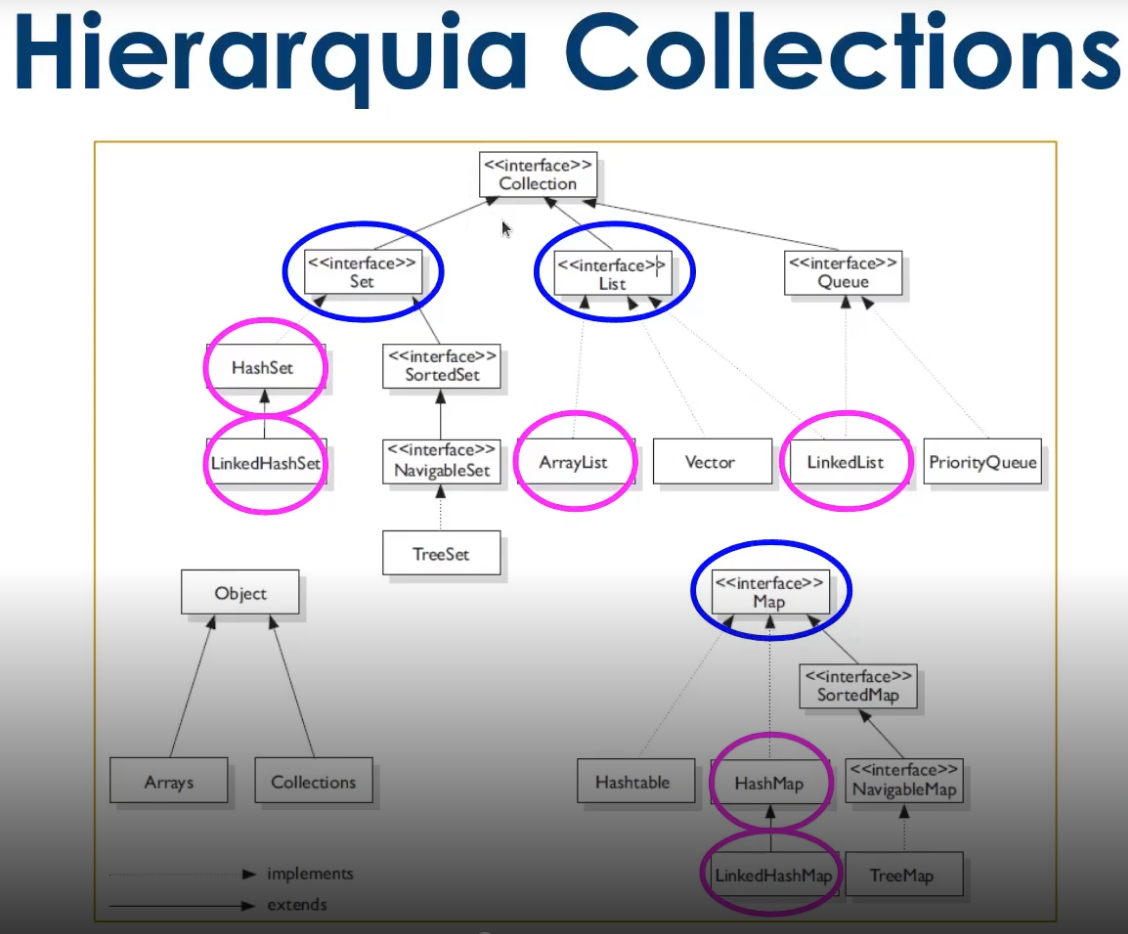 Hierarquia Collections
<<interface>>
Collection
<<interface>>
Set
<<interface>>
List
<<interface>>
Queue
HashSet
<<interface>>
SortedSet
LinkedHashSet
<<interface>>
NavigableSet
ArrayList
Vector
LinkedList
PriorityQueue
TreeSet
Object
<<interface>>
Map
<<interface>>
SortedMap
Arrays
Collections
Hashtable
HashMap
<<interface>>
NavigableMap
LinkedHashMap
TreeMap
implements
extends